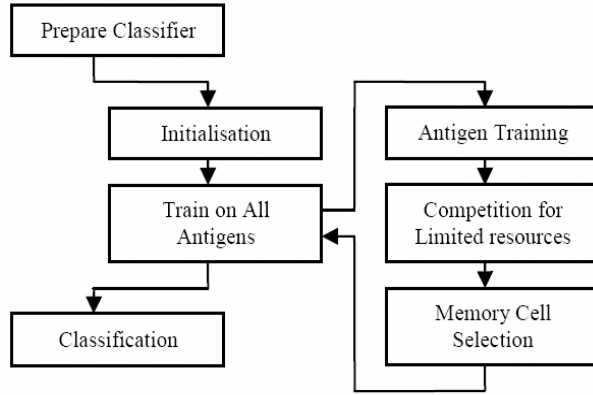 Prepare Classifier
Initialisation
Train on All
Antigens
Classification
Antigen Training
Competition for
Limited resources
Memory Cell
Selection